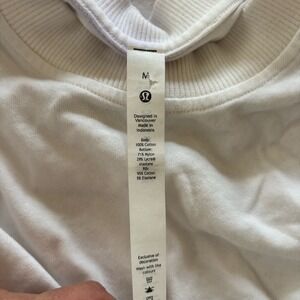 M
Designed in
Vancouver
Made in
Indonesia
Body:
100% Cotton
Bottom:
71% Nylon
29% Lycra®
elastane
Rib:
95% Cotton
5% Elastane
Exclusive of
decoration
Wash with like
colours